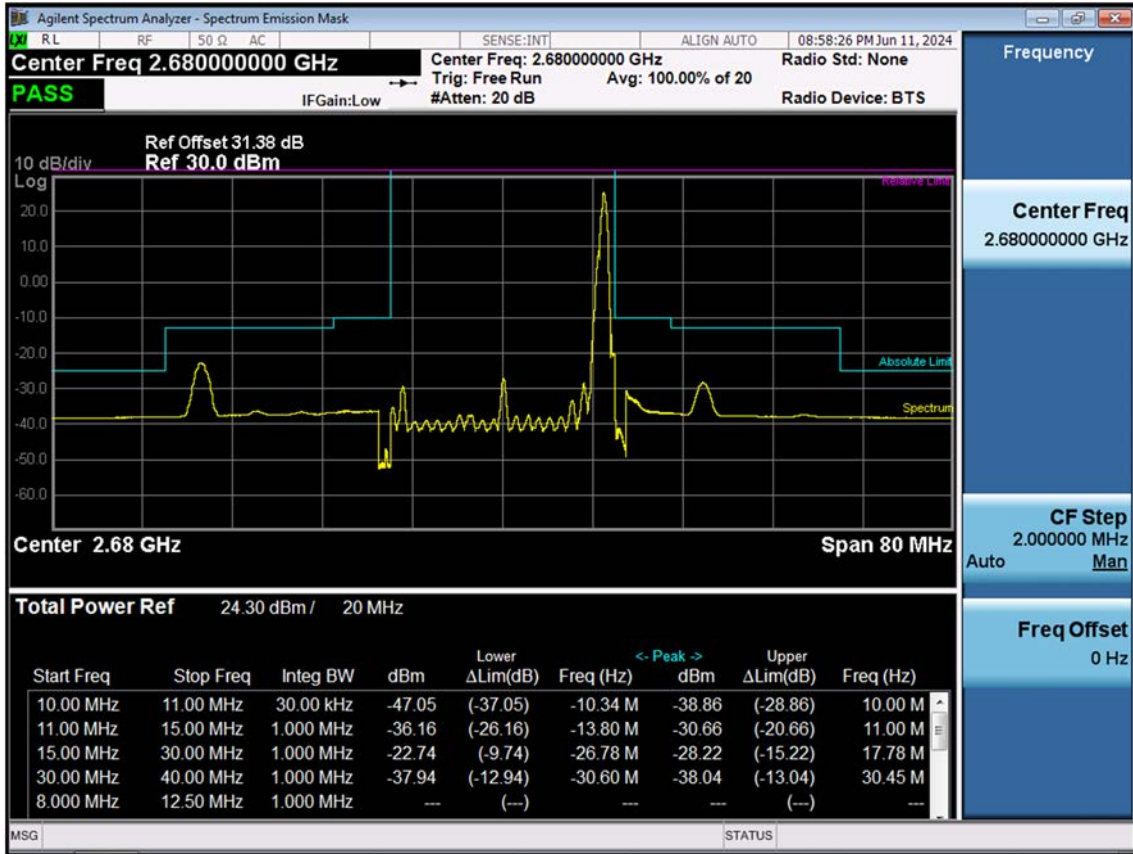 Agilent Spectrum Analyzer - Spectrum Emission Mask
LXI RL RF 50 Ω AC SENSE:INT ALIGN AUTO 08:58:26 PM Jun 11, 2024
Center Freq 2.680000000 GHz
PASS
IFGain:Low
Center Freq: 2.680000000 GHz
Trig: Free Run Avg: 100.00% of 20
#Atten: 20 dB
Radio Std: None
Radio Device: BTS
Ref Offset 31.38 dB
10 dB/div Ref 30.0 dBm
Log
Relative Limit
20.0
10.0
0.00
-10.0
-20.0
Absolute Limit
-30.0
Spectrum
-40.0
-50.0
-60.0
Center 2.68 GHz Span 80 MHz
Total Power Ref 24.30 dBm / 20 MHz
Lower <- Peak -> Upper
Start Freq Stop Freq Integ BW dBm ΔLim(dB) Freq (Hz) dBm ΔLim(dB) Freq (Hz)
10.00 MHz 11.00 MHz 30.00 kHz -47.05 (-37.05) -10.34 M -38.86 (-28.86) 10.00 M
11.00 MHz 15.00 MHz 1.000 MHz -36.16 (-26.16) -13.80 M -30.66 (-20.66) 11.00 M
15.00 MHz 30.00 MHz 1.000 MHz -22.74 (-9.74) -26.78 M -28.22 (-15.22) 17.78 M
30.00 MHz 40.00 MHz 1.000 MHz -37.94 (-12.94) -30.60 M -38.04 (-13.04) 30.45 M
8.000 MHz 12.50 MHz 1.000 MHz --- (---) --- --- (---) ---
MSG STATUS
Frequency
Center Freq
2.680000000 GHz
CF Step
2.000000 MHz
Auto Man
Freq Offset
0 Hz